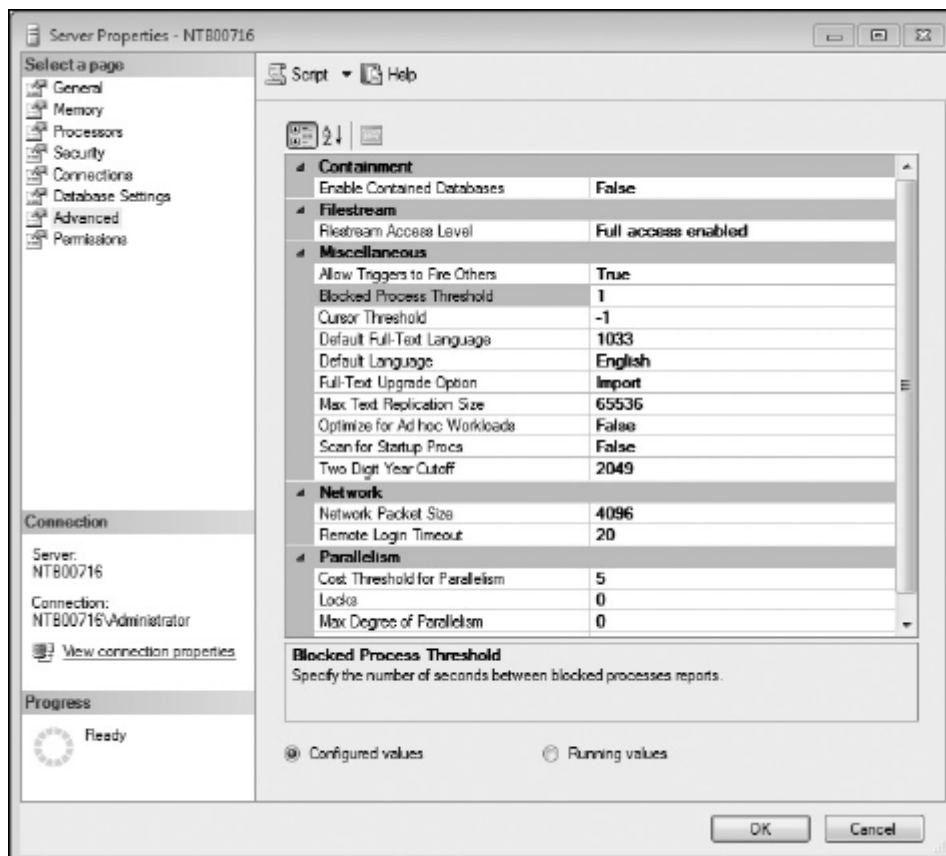 Server Properties - NTB00716
Select a page
General
Memory
Processors
Security
Connections
Database Settings
Advanced
Permissions
Connection
Server:
NTB00716
Connection:
NTB00716\Administrator
View connection properties
Progress
Ready
Script Help
Containment
Enable Contained Databases False
Filestream
Filestream Access Level Full access enabled
Miscellaneous
Allow Triggers to Fire Others True
Blocked Process Threshold 1
Cursor Threshold -1
Default Full-Text Language 1033
Default Language English
Full-Text Upgrade Option Import
Max Text Replication Size 65536
Optimize for Ad hoc Workloads False
Scan for Startup Procs False
Two Digit Year Cutoff 2049
Network
Network Packet Size 4096
Remote Login Timeout 20
Parallelism
Cost Threshold for Parallelism 5
Locks 0
Max Degree of Parallelism 0
Blocked Process Threshold
Specify the number of seconds between blocked processes reports.
Configured values Running values
OK Cancel